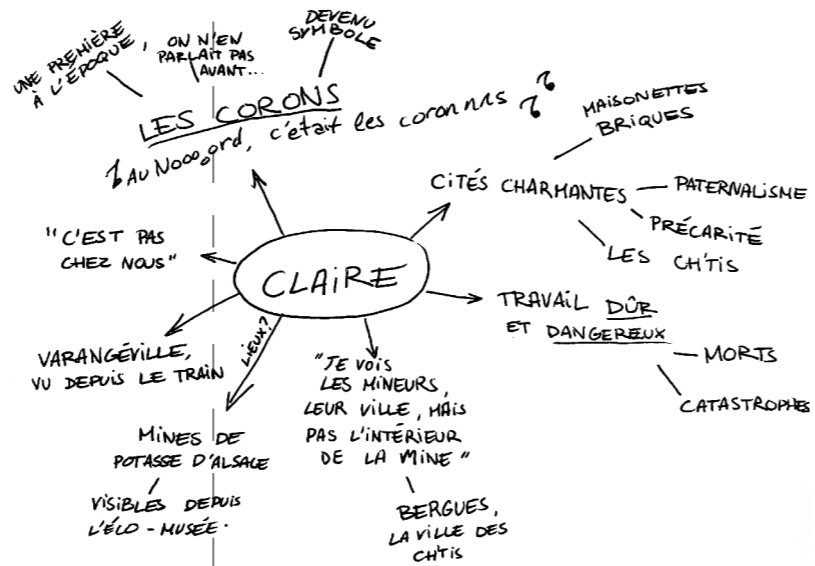 UNE PREMIÈRE
À L'ÉPOQUE,
ON N'EN
PARLAIT PAS
AVANT...
DEVENU
SYMBOLE
LES CORONS
AU Noooord, c'était les coronnns
CITÉS CHARMANTES
MAISONETTES
BRIQUES
PATERNALISME
PRÉCARITÉ
LES CH'TIS
"C'EST PAS
CHEZ NOUS"
CLAIRE
TRAVAIL DÛR
ET DANGEREUX
MORTS
CATASTROPHES
VARANGÉVILLE,
VU DEPUIS LE TRAIN
LIEUX?
MINES DE
POTASSE D'ALSACE
VISIBLES DEPUIS
L'ÉLO-MUSÉE.
"JE VOIS
LES MINEURS,
LEUR VILLE, MAIS
PAS L'INTÉRIEUR
DE LA MINE"
BERGUES,
LA VILLE DES
CH'TIS